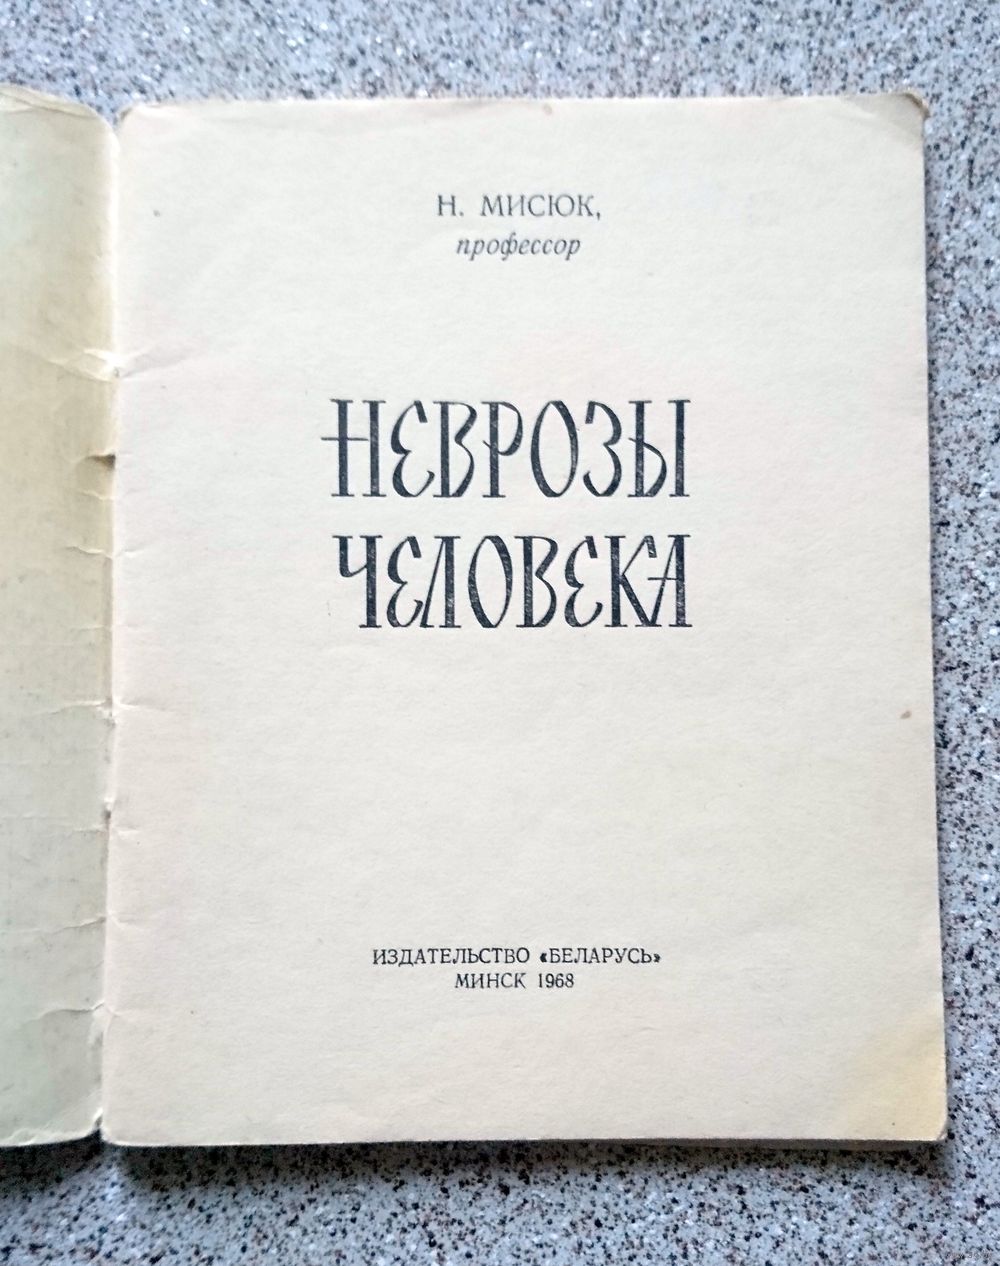 Н. МИСЮК,
профессор
НЕВРОЗЫ
ЧЕЛОВЕКА
ИЗДАТЕЛЬСТВО «БЕЛАРУСЬ»
МИНСК 1968